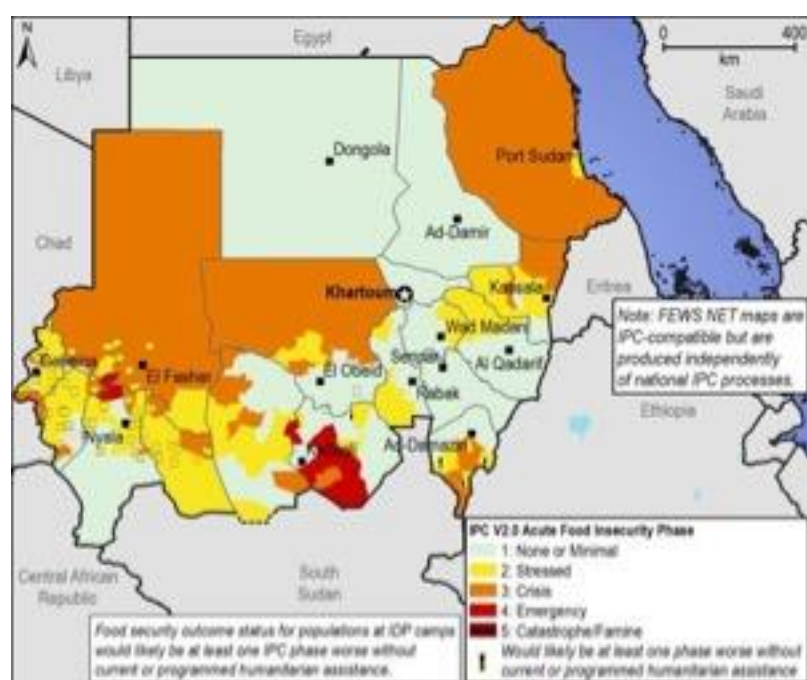 N
Egypt
0 400
km
Libya
Saudi
Arabia
Dongola
Port Sudan
Ad-Damir
Chad
Khartoum
Kassala
Eritrea
Note: FEWS NET maps are
IPC-compatible but are
produced independently
of national IPC processes.
Wad Madani
Geneina
El Fasher
El Obeid
Al Qadarif
Rabak
Ethiopia
Nyala
Ad-Damazin
IPC V2.0 Acute Food Insecurity Phase
1: None or Minimal
2: Stressed
3: Crisis
4: Emergency
5: Catastrophe/Famine
! Would likely be at least one phase worse without
current or programmed humanitarian assistance
Central African
Republic
South
Sudan
Food security outcome status for populations at IDP camps
would likely be at least one IPC phase worse without
current or programmed humanitarian assistance.